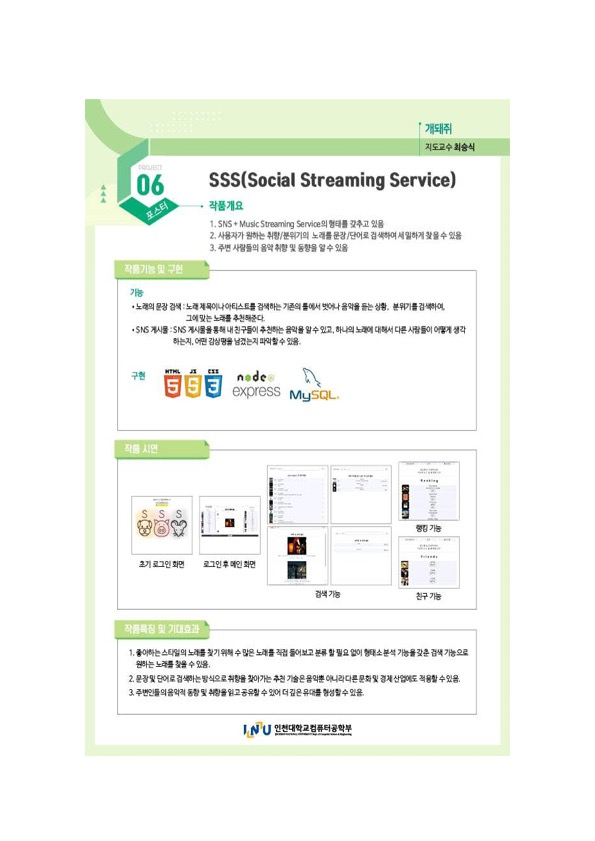 개돼쥐
지도교수 최승식
PROJECT
06
포스터
SSS(Social Streaming Service)
작품개요
1. SNS + Music Streaming Service의 형태를 갖추고 있음
2. 사용자가 원하는 취향/분위기의 노래를 문장/단어로 검색하여 세밀하게 찾을 수 있음
3. 주변 사람들의 음악 취향 및 동향을 알 수 있음
작품기능 및 구현
기능
• 노래의 문장 검색 : 노래 제목이나 아티스트를 검색하는 기존의 틀에서 벗어나 음악을 듣는 상황, 분위기를 검색하여,
그에 맞는 노래를 추천해준다.
• SNS 게시물 : SNS 게시물을 통해 내 친구들이 추천하는 음악을 알 수 있고, 하나의 노래에 대해서 다른 사람들이 어떻게 생각
하는지, 어떤 감상평을 남겼는지 파악할 수 있음.
구현
HTML JS CSS
5 5 3
node
express
MySQL
작품 시연
S S S
Ranking
Friends
초기 로그인 화면
로그인 후 메인 화면
검색 기능
랭킹 기능
친구 기능
작품특징 및 기대효과
1. 좋아하는 스타일의 노래를 찾기 위해 수 많은 노래를 직접 들어보고 분류 할 필요 없이 형태소 분석 기능을 갖춘 검색 기능으로
원하는 노래를 찾을 수 있음.
2. 문장 및 단어로 검색하는 방식으로 취향을 찾아가는 추천 기술은 음악뿐 아니라 다른 문화 및 경제 산업에도 적용할 수 있음.
3. 주변인들의 음악적 동향 및 취향을 읽고 공유할 수 있어 더 깊은 유대를 형성할 수 있음.
INU 인천대학교컴퓨터공학부